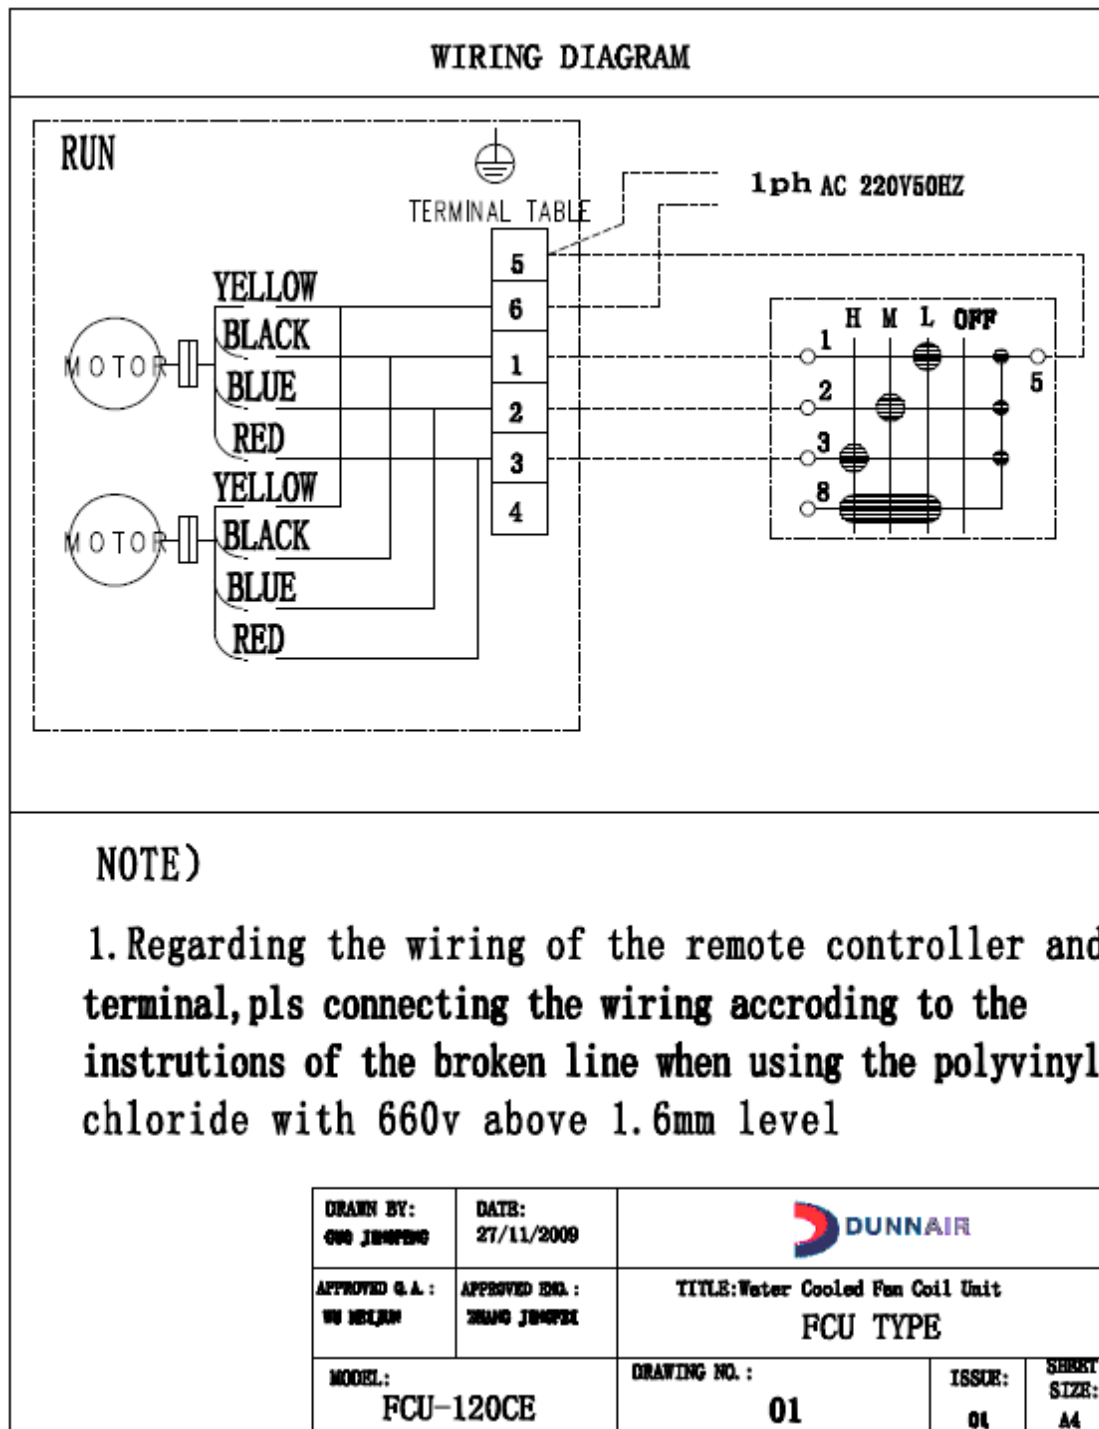 WIRING DIAGRAM
RUN
TERMINAL TABLE
1ph AC 220V50HZ
5
6
1
2
3
4
YELLOW
BLACK
BLUE
RED
MOTOR
YELLOW
BLACK
BLUE
RED
MOTOR
H M L OFF
1
2
3
8
5
NOTE)
1. Regarding the wiring of the remote controller and
terminal, pls connecting the wiring accroding to the
instrutions of the broken line when using the polyvinyl
chloride with 660v above 1.6mm level
DRAWN BY:
DATE:
27/11/2009
DUNNAIR
APPROVED Q.A.:
APPROVED ENG.:
TITLE:Water Cooled Fan Coil Unit
FCU TYPE
MODEL:
FCU-120CE
DRAWING NO.:
01
ISSUE:
01
SHEET
SIZE:
A4